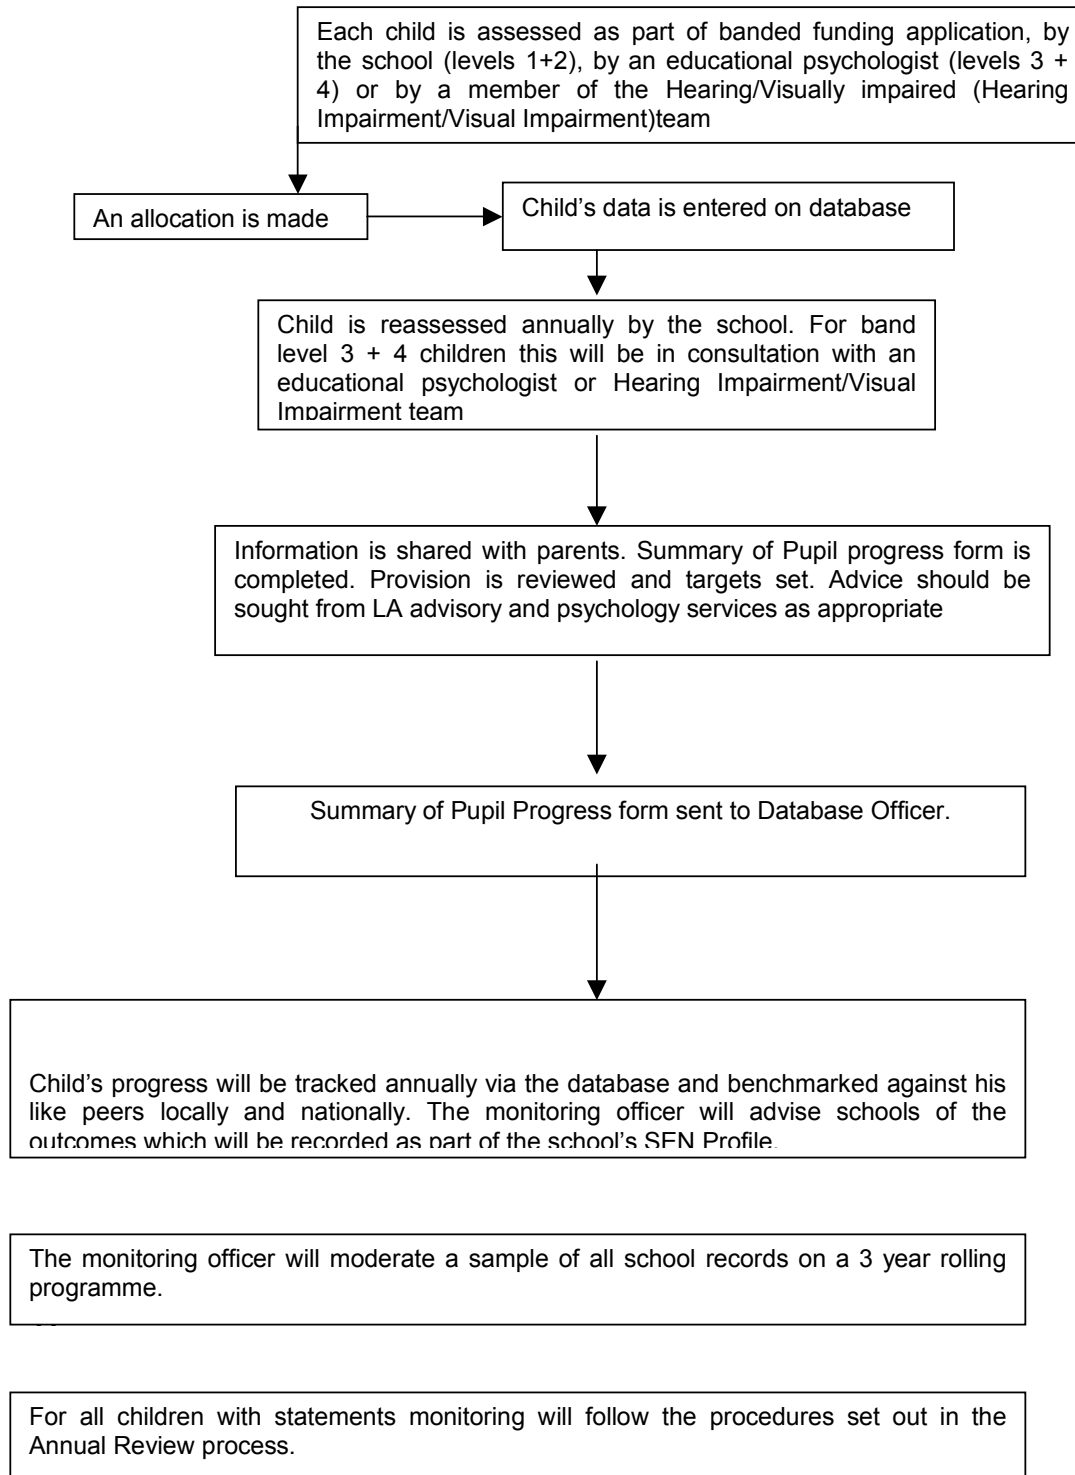 Each child is assessed as part of banded funding application, by
the school (levels 1+2), by an educational psychologist (levels 3 +
4) or by a member of the Hearing/Visually impaired (Hearing
Impairment/Visual Impairment)team
An allocation is made
Child's data is entered on database
Child is reassessed annually by the school. For band
level 3 + 4 children this will be in consultation with an
educational psychologist or Hearing Impairment/Visual
Impairment team
Information is shared with parents. Summary of Pupil progress form is
completed. Provision is reviewed and targets set. Advice should be
sought from LA advisory and psychology services as appropriate
Summary of Pupil Progress form sent to Database Officer.
Child's progress will be tracked annually via the database and benchmarked against his
like peers locally and nationally. The monitoring officer will advise schools of the
outcomes which will be recorded as part of the school's SEN Profile.
The monitoring officer will moderate a sample of all school records on a 3 year rolling
programme.
For all children with statements monitoring will follow the procedures set out in the
Annual Review process.